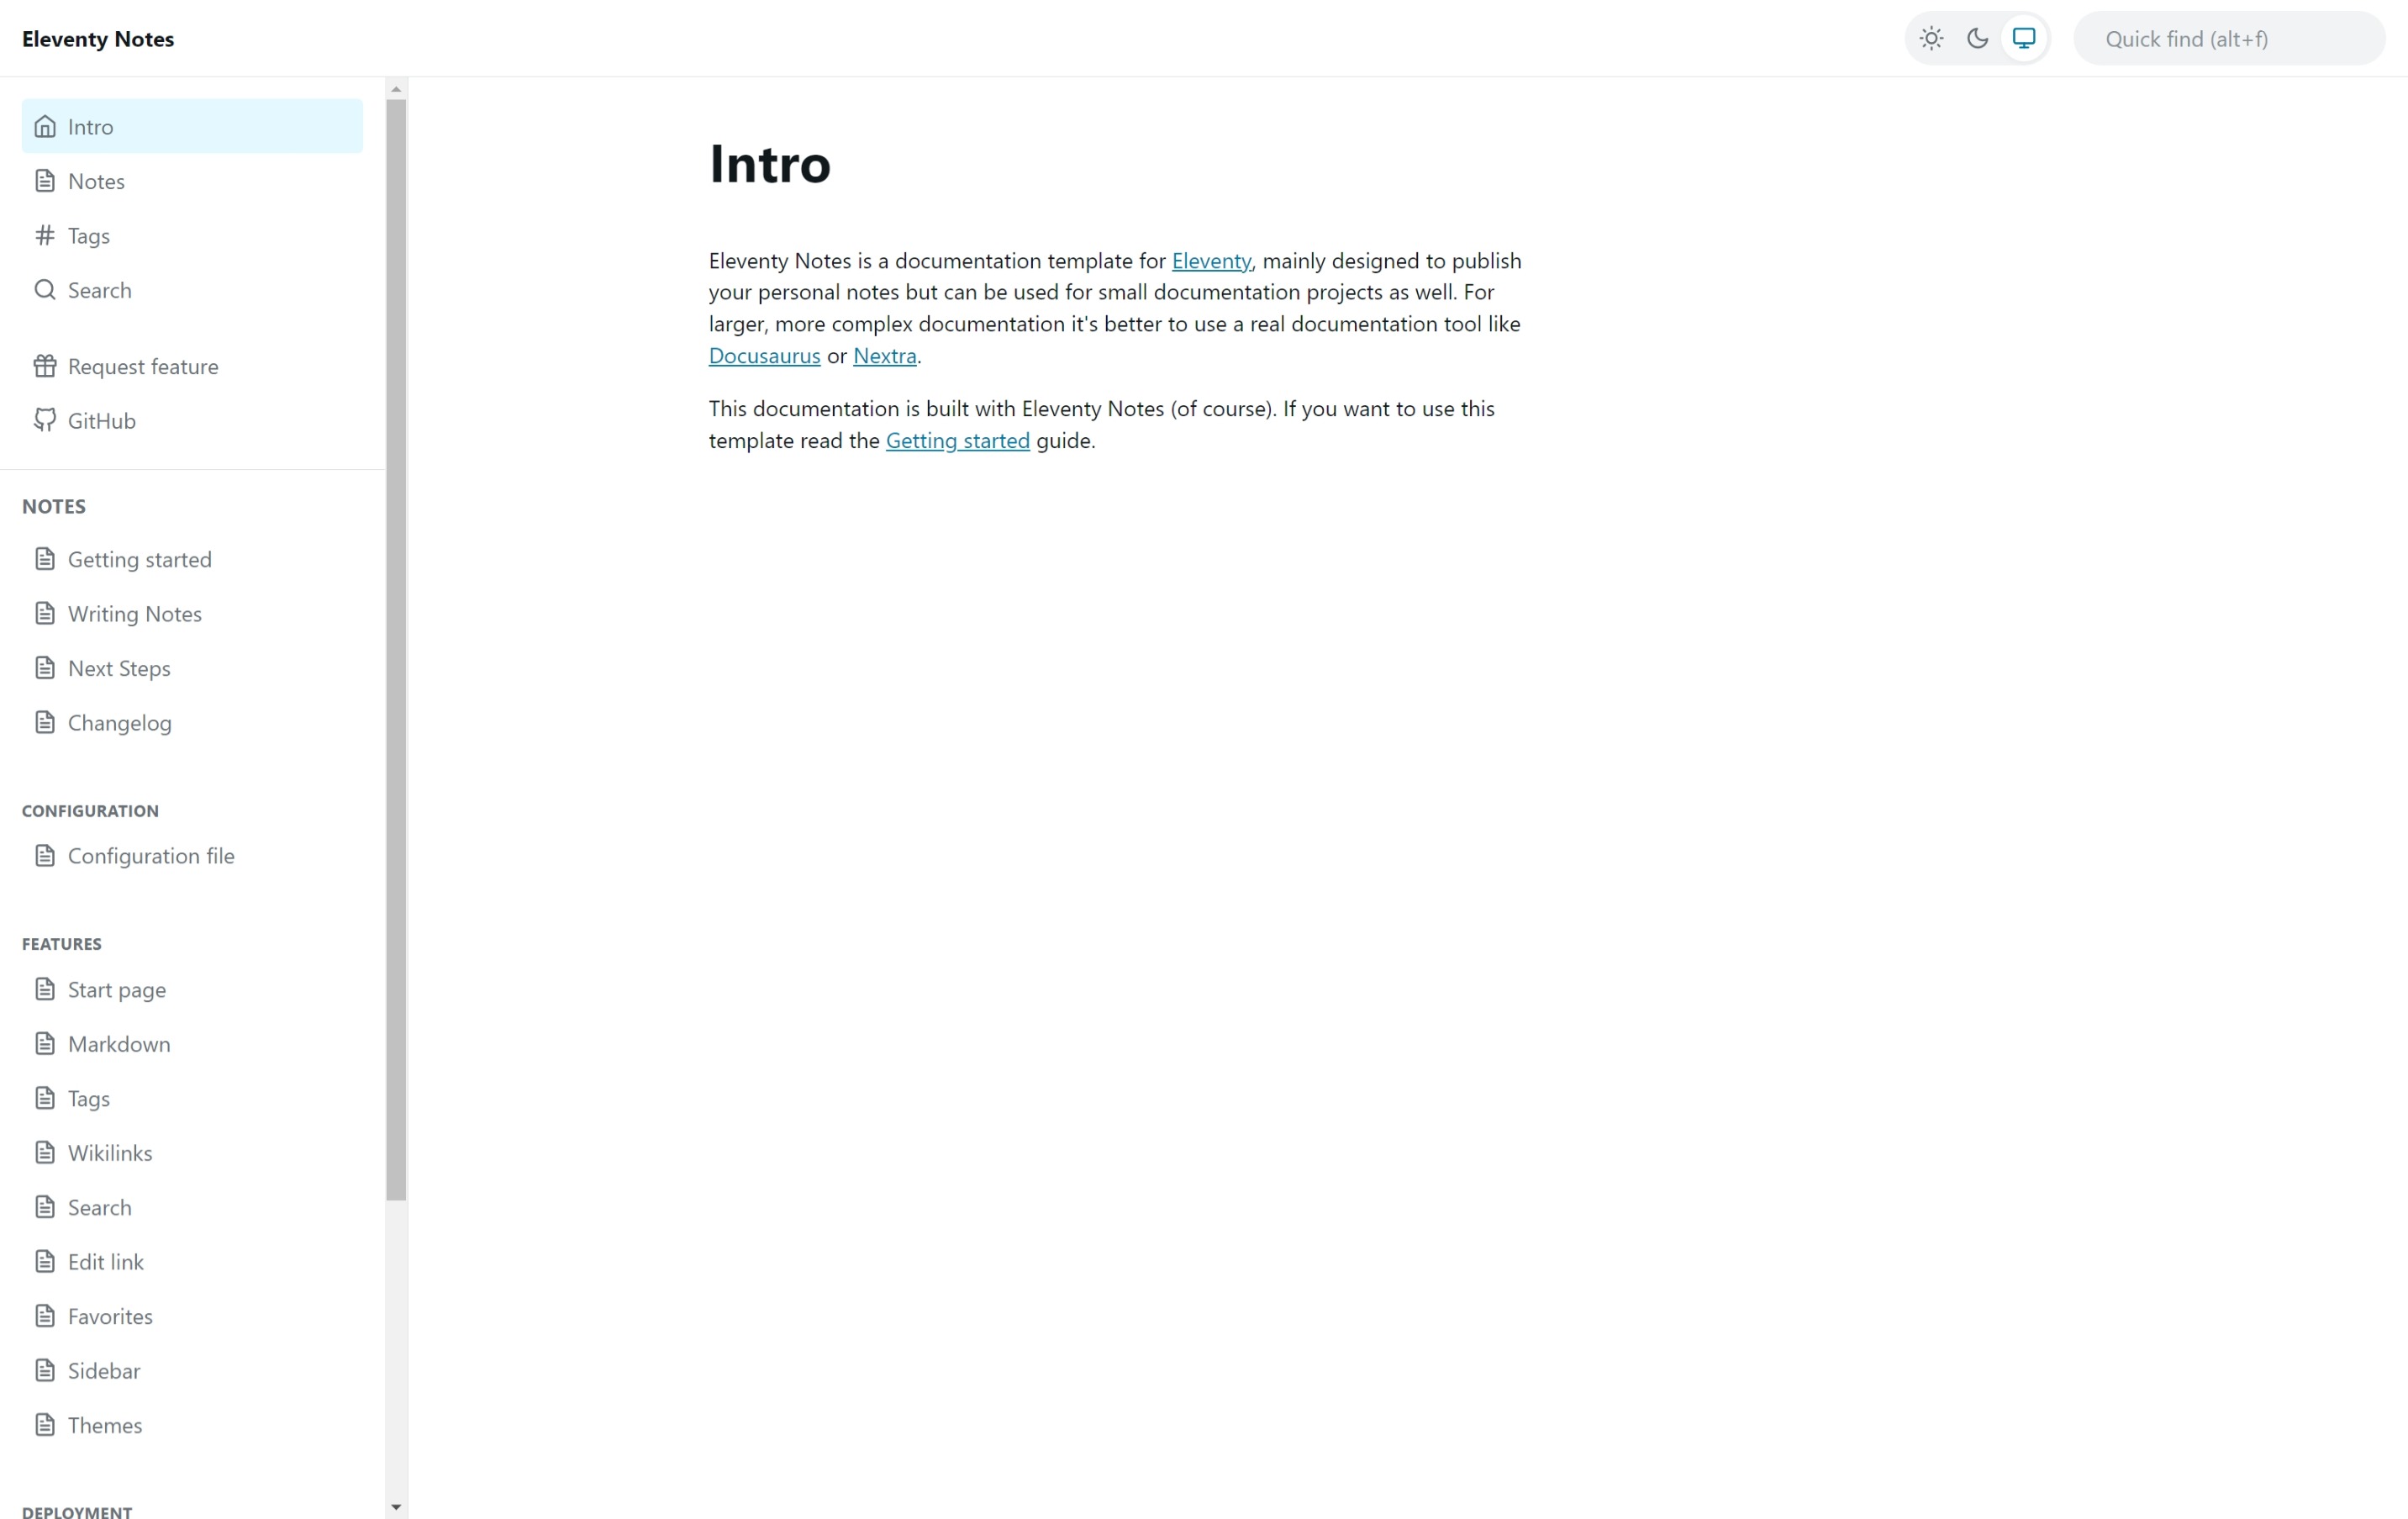 Eleventy Notes
Quick find (alt+f)
Intro
Notes
Tags
Search
Request feature
GitHub
NOTES
Getting started
Writing Notes
Next Steps
Changelog
CONFIGURATION
Configuration file
FEATURES
Start page
Markdown
Tags
Wikilinks
Search
Edit link
Favorites
Sidebar
Themes
DEPLOYMENT
Intro
Eleventy Notes is a documentation template for Eleventy, mainly designed to publish
your personal notes but can be used for small documentation projects as well. For
larger, more complex documentation it's better to use a real documentation tool like
Docusaurus or Nextra.
This documentation is built with Eleventy Notes (of course). If you want to use this
template read the Getting started guide.